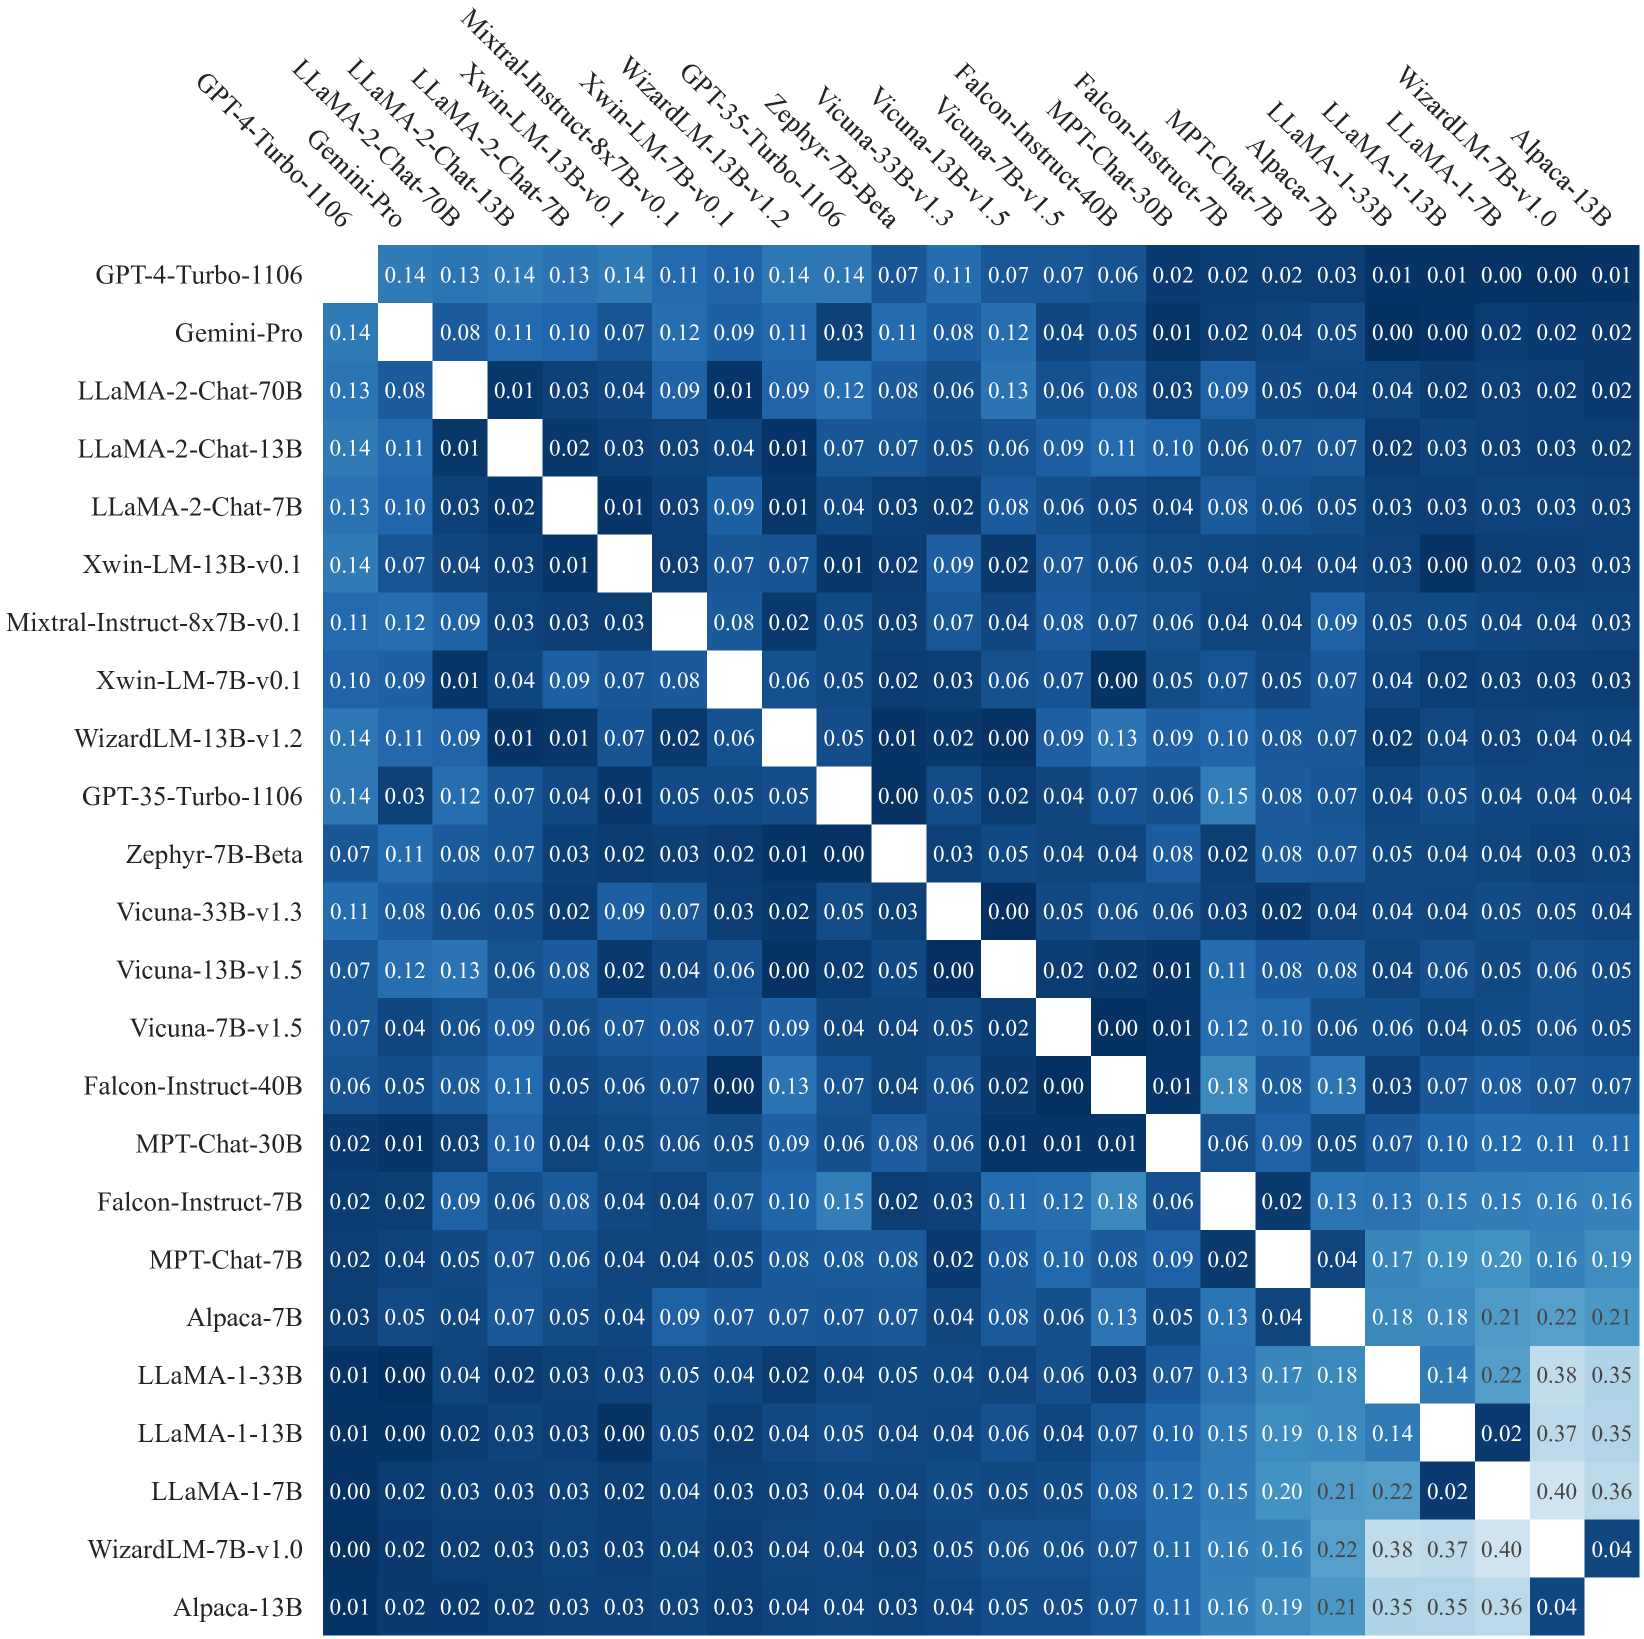 GPT-4-Turbo-1106
Gemini-Pro
LLaMA-2-Chat-70B
LLaMA-2-Chat-13B
LLaMA-2-Chat-7B
Xwin-LM-13B-v0.1
Mixtral-Instruct-8x7B-v0.1
Xwin-LM-7B-v0.1
WizardLM-13B-v1.2
GPT-35-Turbo-1106
Zephyr-7B-Beta
Vicuna-33B-v1.3
Vicuna-13B-v1.5
Vicuna-7B-v1.5
Falcon-Instruct-40B
MPT-Chat-30B
Falcon-Instruct-7B
MPT-Chat-7B
Alpaca-7B
LLaMA-1-33B
LLaMA-1-13B
LLaMA-1-7B
WizardLM-7B-v1.0
Alpaca-13B
GPT-4-Turbo-1106 0.14 0.13 0.14 0.13 0.14 0.11 0.10 0.14 0.14 0.07 0.11 0.07 0.07 0.06 0.02 0.02 0.02 0.03 0.01 0.01 0.00 0.00 0.01
Gemini-Pro 0.14 0.08 0.11 0.10 0.07 0.12 0.09 0.11 0.03 0.11 0.08 0.12 0.04 0.05 0.01 0.02 0.04 0.05 0.00 0.00 0.02 0.02 0.02
LLaMA-2-Chat-70B 0.13 0.08 0.01 0.03 0.04 0.09 0.01 0.09 0.12 0.08 0.06 0.13 0.06 0.08 0.03 0.09 0.05 0.04 0.04 0.02 0.03 0.02 0.02
LLaMA-2-Chat-13B 0.14 0.11 0.01 0.02 0.03 0.03 0.04 0.01 0.07 0.07 0.05 0.06 0.09 0.11 0.10 0.06 0.07 0.07 0.02 0.03 0.03 0.03 0.02
LLaMA-2-Chat-7B 0.13 0.10 0.03 0.02 0.01 0.03 0.09 0.01 0.04 0.03 0.02 0.08 0.06 0.05 0.04 0.08 0.06 0.05 0.03 0.03 0.03 0.03 0.03
Xwin-LM-13B-v0.1 0.14 0.07 0.04 0.03 0.01 0.03 0.07 0.07 0.01 0.02 0.09 0.02 0.07 0.06 0.05 0.04 0.04 0.04 0.03 0.00 0.02 0.03 0.03
Mixtral-Instruct-8x7B-v0.1 0.11 0.12 0.09 0.03 0.03 0.03 0.08 0.02 0.05 0.03 0.07 0.04 0.08 0.07 0.06 0.04 0.04 0.09 0.05 0.05 0.04 0.04 0.03
Xwin-LM-7B-v0.1 0.10 0.09 0.01 0.04 0.09 0.07 0.08 0.06 0.05 0.02 0.03 0.06 0.07 0.00 0.05 0.07 0.05 0.07 0.04 0.02 0.03 0.03 0.03
WizardLM-13B-v1.2 0.14 0.11 0.09 0.01 0.01 0.07 0.02 0.06 0.05 0.01 0.02 0.00 0.09 0.13 0.09 0.10 0.08 0.07 0.02 0.04 0.03 0.04 0.04
GPT-35-Turbo-1106 0.14 0.03 0.12 0.07 0.04 0.01 0.05 0.05 0.05 0.00 0.05 0.02 0.04 0.07 0.06 0.15 0.08 0.07 0.04 0.05 0.04 0.04 0.04
Zephyr-7B-Beta 0.07 0.11 0.08 0.07 0.03 0.02 0.03 0.02 0.01 0.00 0.03 0.05 0.04 0.04 0.08 0.02 0.08 0.07 0.05 0.04 0.04 0.03 0.03
Vicuna-33B-v1.3 0.11 0.08 0.06 0.05 0.02 0.09 0.07 0.03 0.02 0.05 0.03 0.00 0.05 0.06 0.06 0.03 0.02 0.04 0.04 0.04 0.05 0.05 0.04
Vicuna-13B-v1.5 0.07 0.12 0.13 0.06 0.08 0.02 0.04 0.06 0.00 0.02 0.05 0.00 0.02 0.02 0.01 0.11 0.08 0.08 0.04 0.06 0.05 0.06 0.05
Vicuna-7B-v1.5 0.07 0.04 0.06 0.09 0.06 0.07 0.08 0.07 0.09 0.04 0.04 0.05 0.02 0.00 0.01 0.12 0.10 0.06 0.06 0.04 0.05 0.06 0.05
Falcon-Instruct-40B 0.06 0.05 0.08 0.11 0.05 0.06 0.07 0.00 0.13 0.07 0.04 0.06 0.02 0.00 0.01 0.18 0.08 0.13 0.03 0.07 0.08 0.07 0.07
MPT-Chat-30B 0.02 0.01 0.03 0.10 0.04 0.05 0.06 0.05 0.09 0.06 0.08 0.06 0.01 0.01 0.01 0.06 0.09 0.05 0.07 0.10 0.12 0.11 0.11
Falcon-Instruct-7B 0.02 0.02 0.09 0.06 0.08 0.04 0.04 0.07 0.10 0.15 0.02 0.03 0.11 0.12 0.18 0.06 0.02 0.13 0.13 0.15 0.15 0.16 0.16
MPT-Chat-7B 0.02 0.04 0.05 0.07 0.06 0.04 0.04 0.05 0.08 0.08 0.08 0.02 0.08 0.10 0.08 0.09 0.02 0.04 0.17 0.19 0.20 0.16 0.19
Alpaca-7B 0.03 0.05 0.04 0.07 0.05 0.04 0.09 0.07 0.07 0.07 0.07 0.04 0.08 0.06 0.13 0.05 0.13 0.04 0.18 0.18 0.21 0.22 0.21
LLaMA-1-33B 0.01 0.00 0.04 0.02 0.03 0.03 0.05 0.04 0.02 0.04 0.05 0.04 0.04 0.06 0.03 0.07 0.13 0.17 0.18 0.14 0.22 0.38 0.35
LLaMA-1-13B 0.01 0.00 0.02 0.03 0.03 0.00 0.05 0.02 0.04 0.05 0.04 0.04 0.06 0.04 0.07 0.10 0.15 0.19 0.18 0.14 0.02 0.37 0.35
LLaMA-1-7B 0.00 0.02 0.03 0.03 0.03 0.02 0.04 0.03 0.03 0.04 0.04 0.05 0.05 0.05 0.08 0.12 0.15 0.20 0.21 0.22 0.02 0.40 0.36
WizardLM-7B-v1.0 0.00 0.02 0.02 0.03 0.03 0.03 0.04 0.03 0.04 0.04 0.03 0.05 0.06 0.06 0.07 0.11 0.16 0.16 0.22 0.38 0.37 0.40 0.04
Alpaca-13B 0.01 0.02 0.02 0.02 0.03 0.03 0.03 0.03 0.04 0.04 0.03 0.04 0.05 0.05 0.07 0.11 0.16 0.19 0.21 0.35 0.35 0.36 0.04